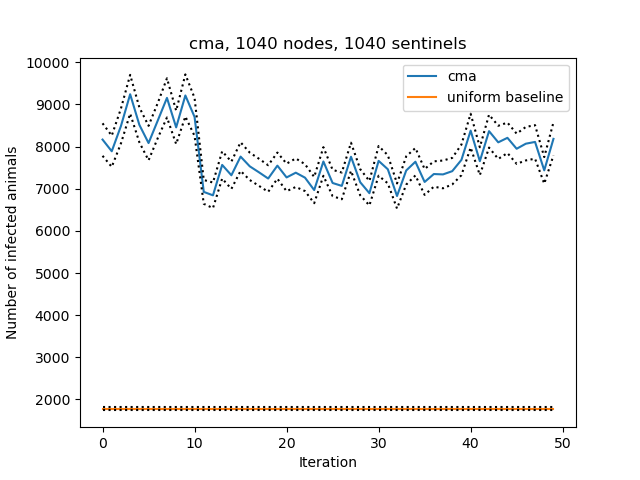 cma, 1040 nodes, 1040 sentinels
cma
uniform baseline
Number of infected animals
10000
9000
8000
7000
6000
5000
4000
3000
2000
0 10 20 30 40 50
Iteration